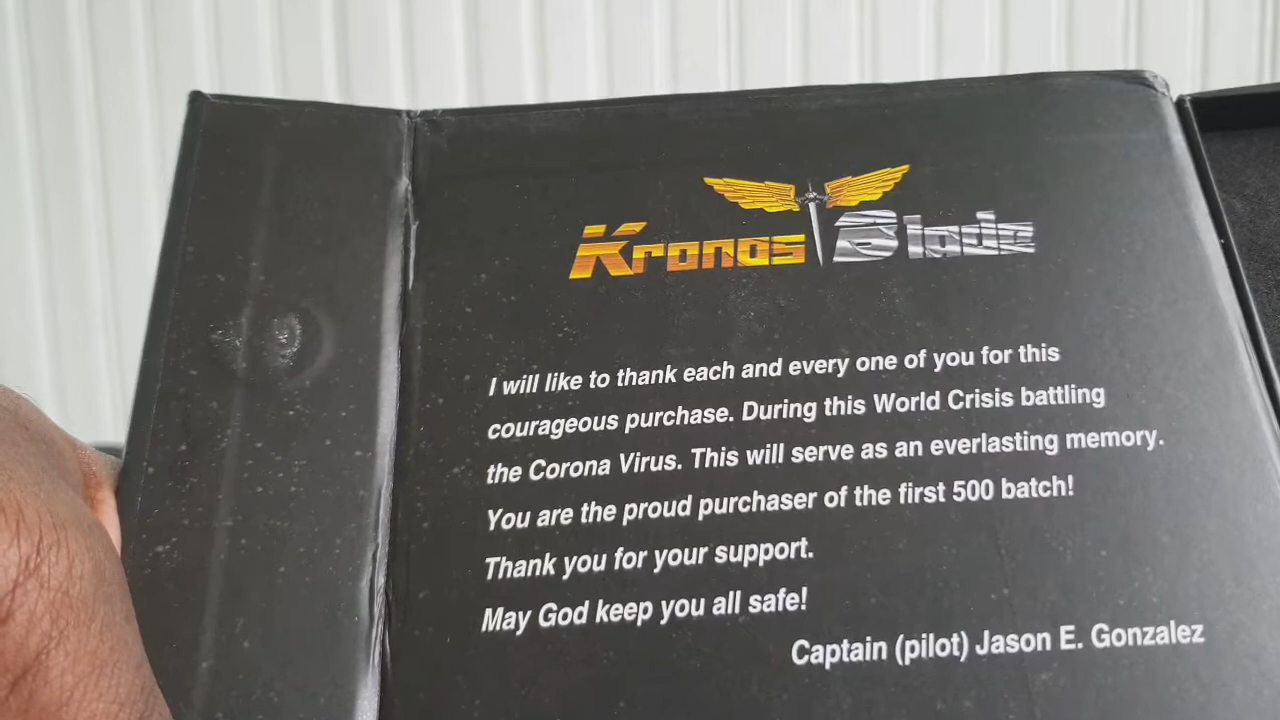 Kronos Blade
I will like to thank each and every one of you for this
courageous purchase. During this World Crisis battling
the Corona Virus. This will serve as an everlasting memory.
You are the proud purchaser of the first 500 batch!
Thank you for your support.
May God keep you all safe!
Captain (pilot) Jason E. Gonzalez